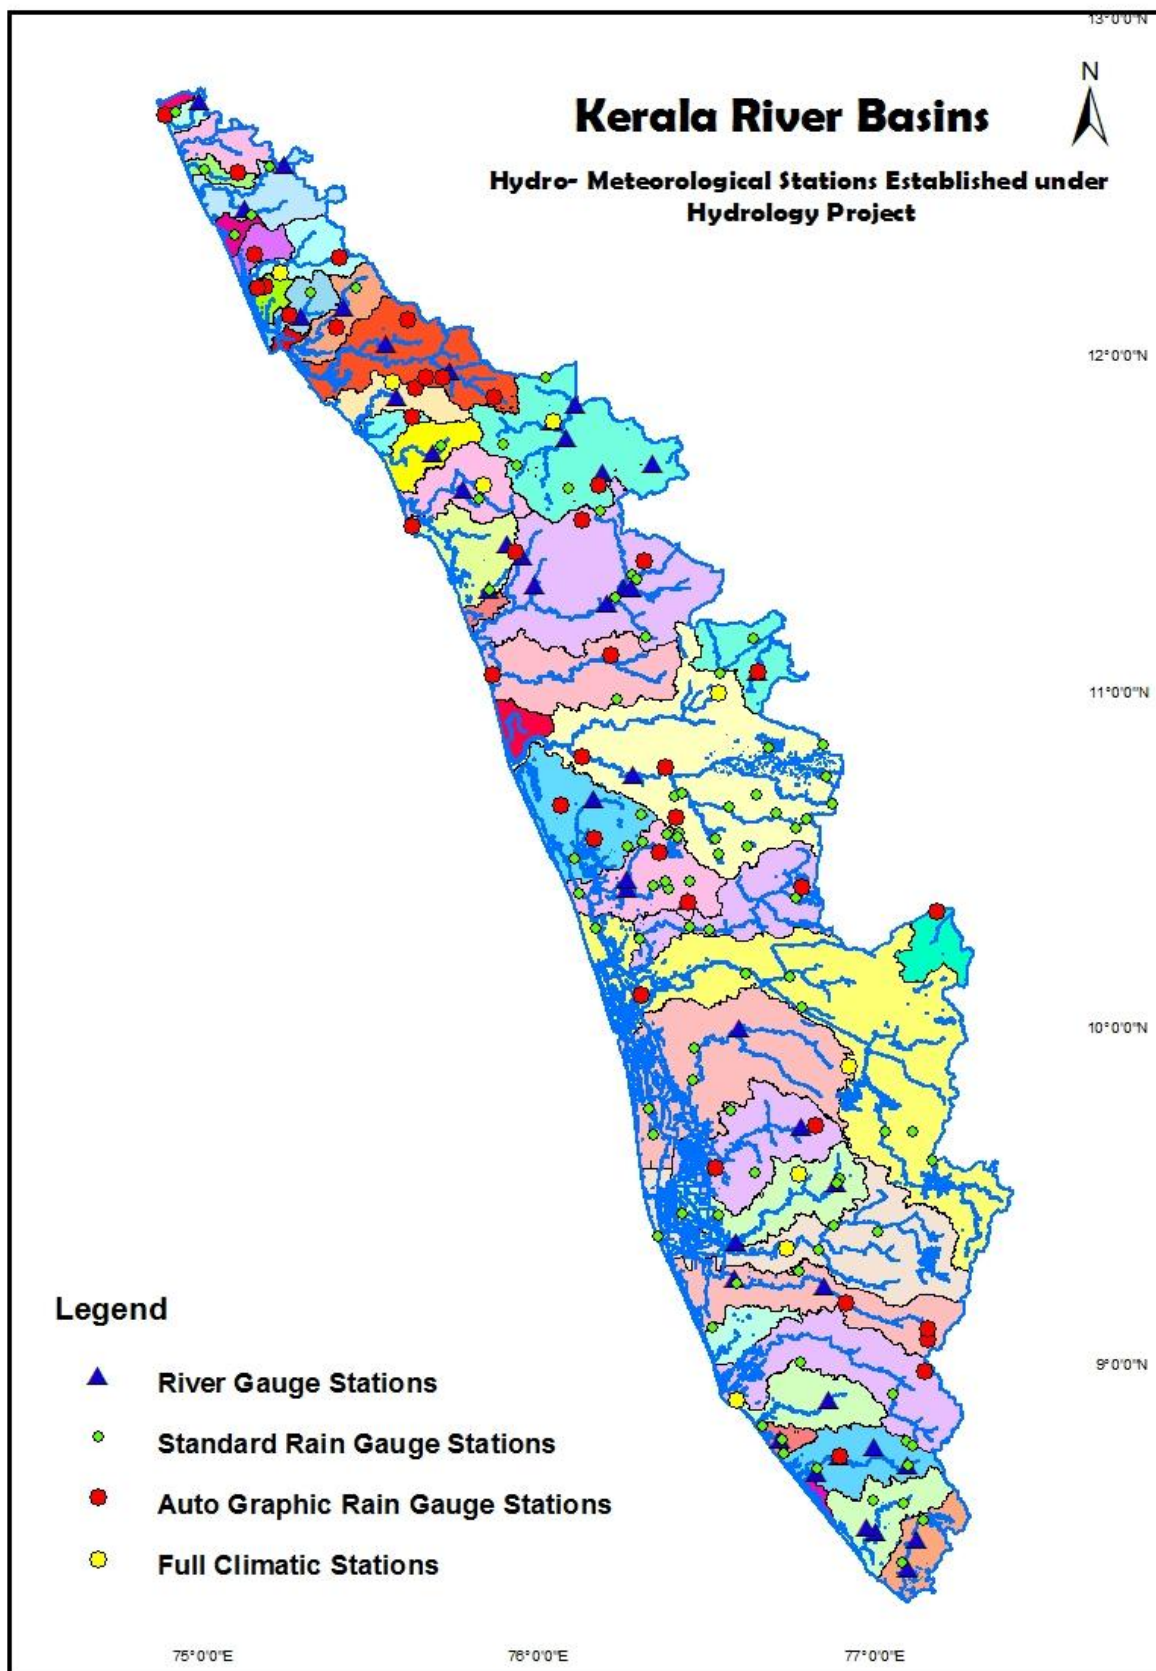 13°0'0"N
N
Kerala River Basins
Hydro- Meteorological Stations Established under
Hydrology Project
12°0'0"N
11°0'0"N
10°0'0"N
9°0'0"N
Legend
River Gauge Stations
Standard Rain Gauge Stations
Auto Graphic Rain Gauge Stations
Full Climatic Stations
75°0'0"E
76°0'0"E
77°0'0"E